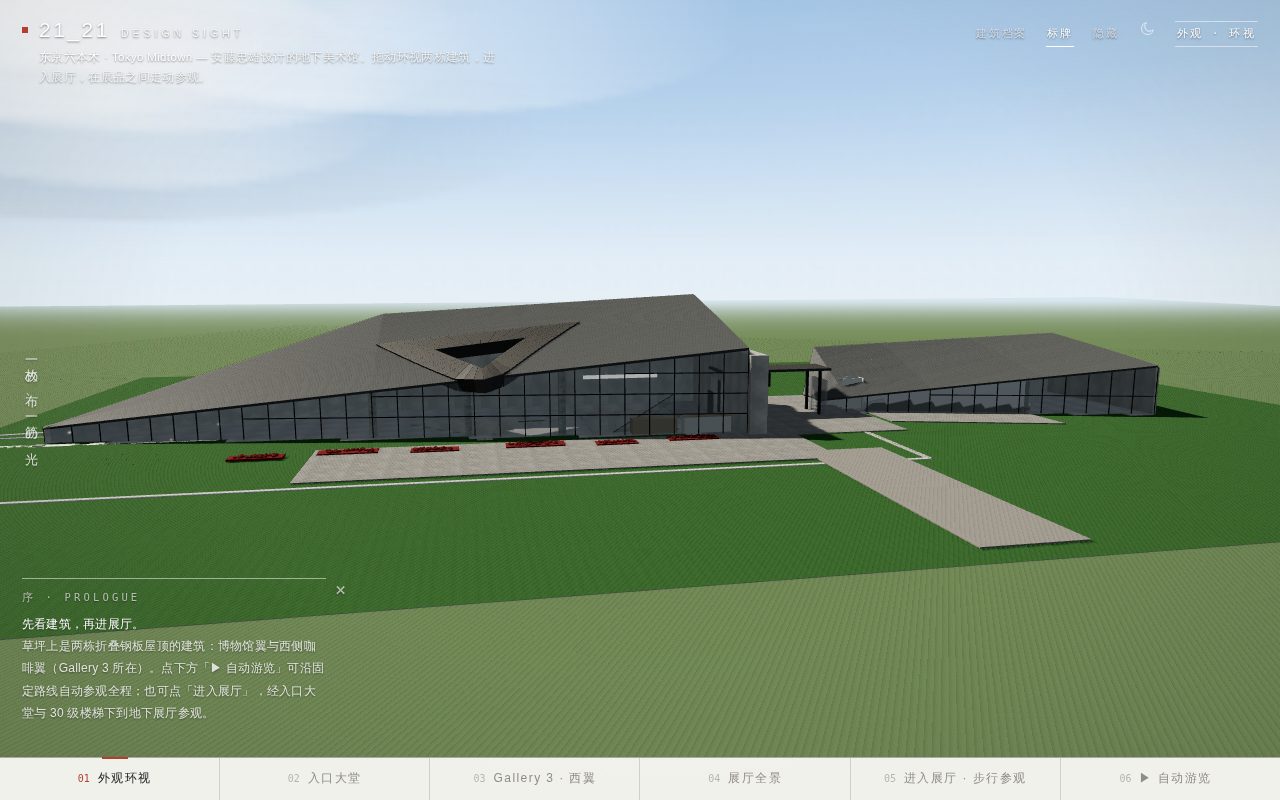 21_21 DESIGN SIGHT
东京六本木 · Tokyo Midtown — 安藤忠雄设计的地下美术馆。拖动环视两栋建筑，进
入展厅，在展品之间走动参观。
建筑档案 标牌 隐藏 外观 · 环视
一枚の布一筋の光
序 · PROLOGUE ×
先看建筑，再进展厅。
草坪上是两栋折叠钢板屋顶的建筑：博物馆翼与西侧咖
啡翼（Gallery 3 所在）。点下方「▶ 自动游览」可沿固
定路线自动参观全程；也可点「进入展厅」，经入口大
堂与 30 级楼梯下到地下展厅参观。
01 外观环视
02 入口大堂
03 Gallery 3 · 西翼
04 展厅全景
05 进入展厅 · 步行参观
06 ▶ 自动游览